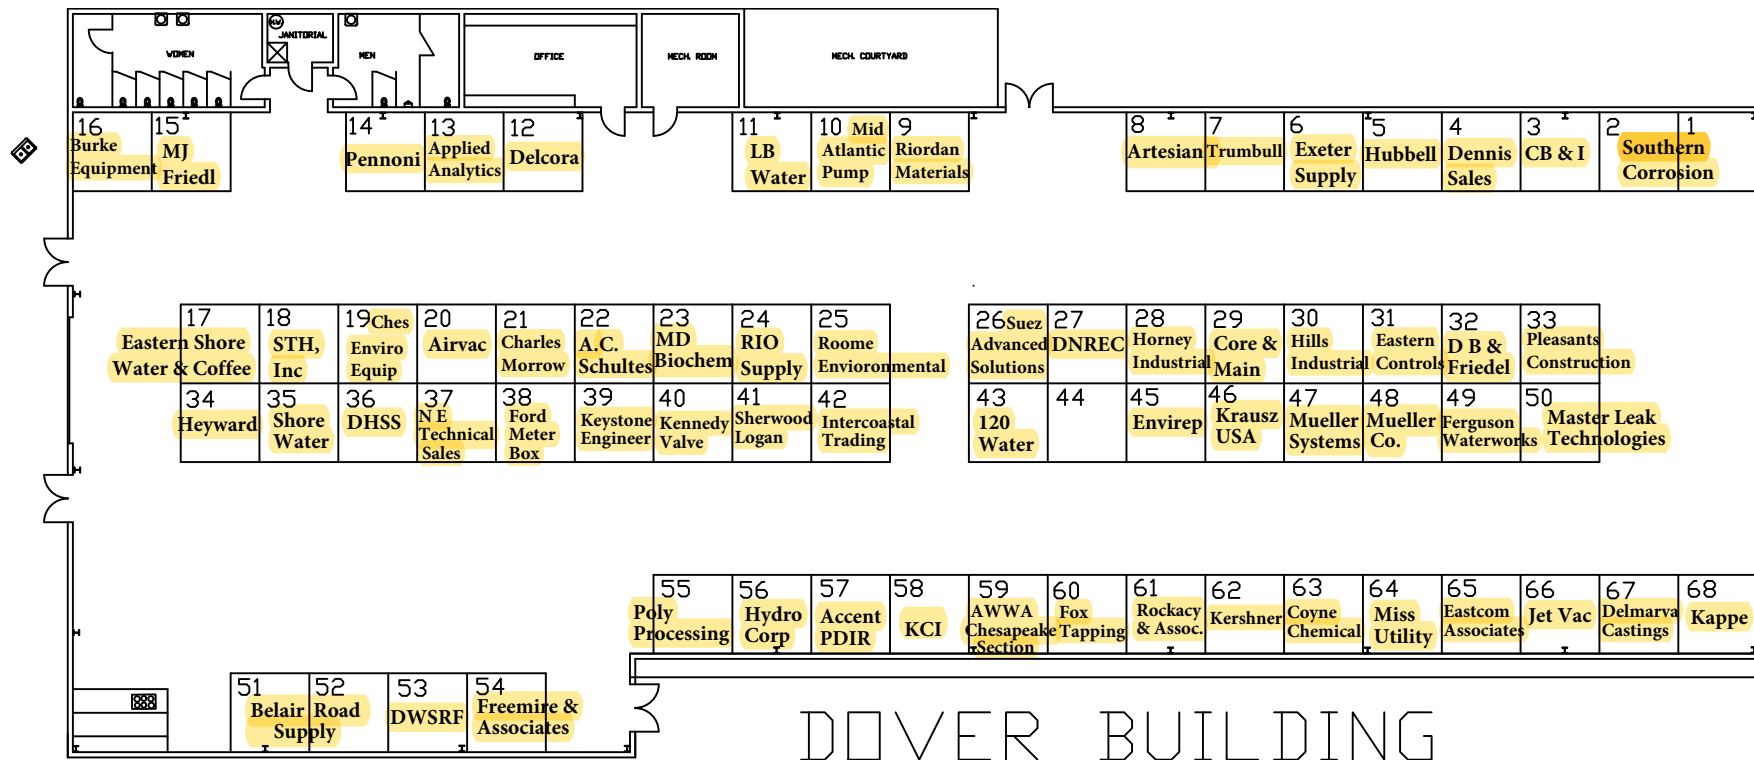 WOMEN
H.W.
JANITORIAL
MEN
OFFICE
MECH. ROOM
MECH. COURTYARD
16
Burke
Equipment
15
MJ
Friedl
14
Pennoni
13
Applied
Analytics
12
Delcora
11
LB
Water
10 Mid
Atlantic
Pump
9
Riordan
Materials
8
Artesian
7
Trumbull
6
Exeter
Supply
5
Hubbell
4
Dennis
Sales
3
CB & I
2 1
Southern
Corrosion
17
Eastern Shore
Water & Coffee
18
STH,
Inc
19 Ches
Enviro
Equip
20
Airvac
21
Charles
Morrow
22
A.C.
Schultes
23
MD
Biochem
24
RIO
Supply
25
Roome
Envioronmental
26 Suez
Advanced
Solutions
27
DNREC
28
Horney
Industrial
29
Core &
Main
30
Hills
Industrial
31
Eastern
Controls
32
D B &
Friedel
33
Pleasants
Construction
34
Heyward
35
Shore
Water
36
DHSS
37
N E
Technical
Sales
38
Ford
Meter
Box
39
Keystone
Engineer
40
Kennedy
Valve
41
Sherwood
Logan
42
Intercoastal
Trading
43
120
Water
44
45
Envirep
46
Krausz
USA
47
Mueller
Systems
48
Mueller
Co.
49
Ferguson
Waterworks
50
Master Leak
Technologies
55
Poly
Processing
56
Hydro
Corp
57
Accent
PDIR
58
KCI
59
AWWA
Chesapeake
Section
60
Fox
Tapping
61
Rockacy
& Assoc.
62
Kershner
63
Coyne
Chemical
64
Miss
Utility
65
Eastcom
Associates
66
Jet Vac
67
Delmarva
Castings
68
Kappe
51 52
Belair Road
Supply
53
DWSRF
54
Freemire &
Associates
DOVER BUILDING